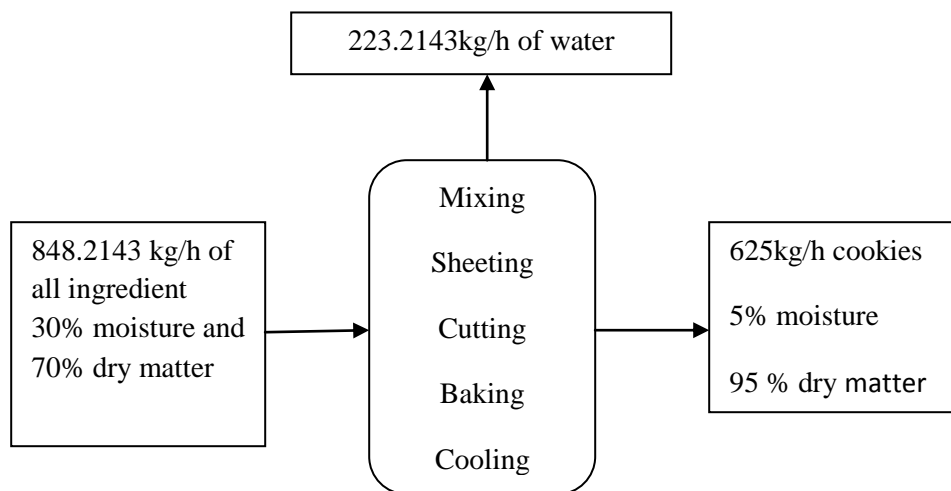 223.2143kg/h of water
848.2143 kg/h of
all ingredient
30% moisture and
70% dry matter
Mixing
Sheeting
Cutting
Baking
Cooling
625kg/h cookies
5% moisture
95 % dry matter